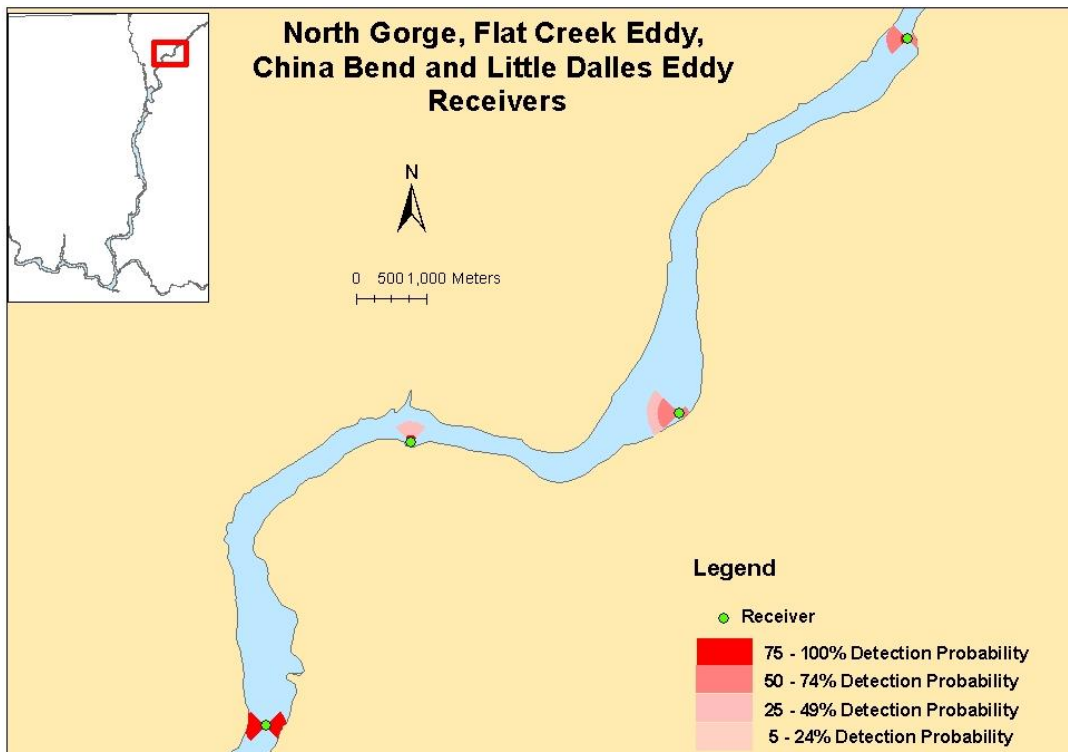 North Gorge, Flat Creek Eddy,
China Bend and Little Dalles Eddy
Receivers
N
0 500 1,000 Meters
Legend
Receiver
75 - 100% Detection Probability
50 - 74% Detection Probability
25 - 49% Detection Probability
5 - 24% Detection Probability